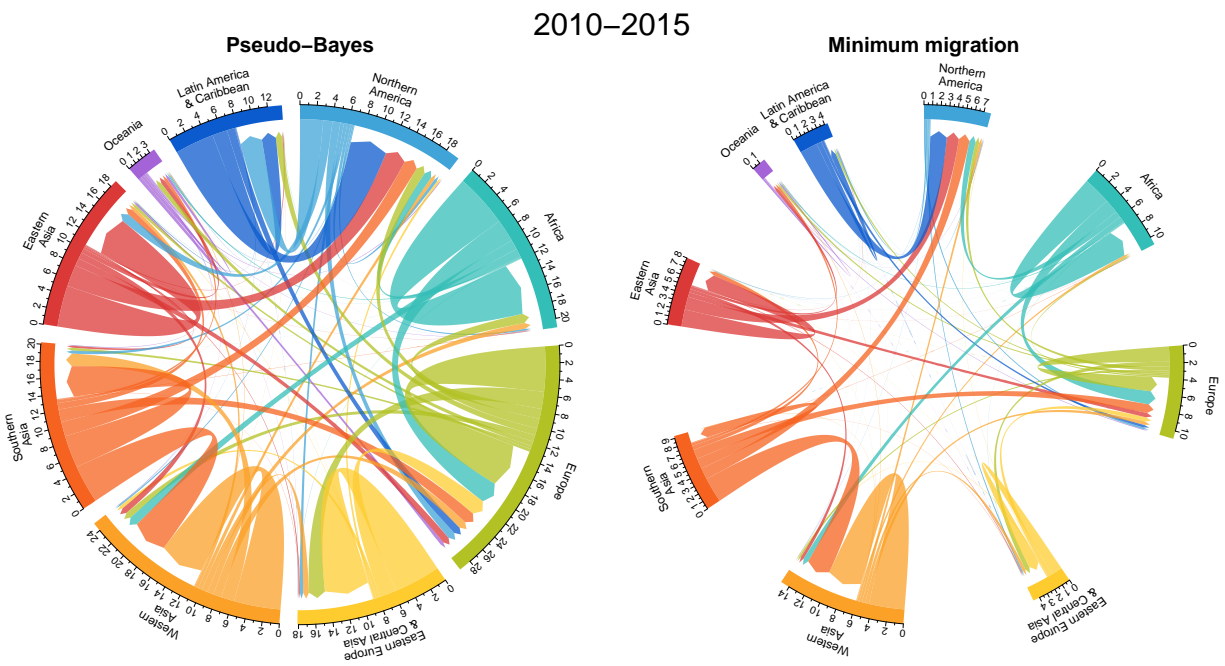 2010–2015
Pseudo–Bayes
Minimum migration
Latin America
& Caribbean
0 2 4 6 8 10 12
Northern
America
0 2 4 6 8 10 12 14 16 18
Africa
0 2 4 6 8 10 12 14 16 18 20
Europe
0 2 4 6 8 10 12 14 16 18 20 22 24 26 28
Eastern Europe
& Central Asia
0 2 4 6 8 10 12 14 16 18
Western
Asia
0 2 4 6 8 10 12 14 16 18 20 22 24
Southern
Asia
0 2 4 6 8 10 12 14 16 18 20
Eastern
Asia
0 2 4 6 8 10 12 14 16 18
Oceania
0 1 2 3
Latin America
& Caribbean
0 1 2 3 4
Northern
America
0 1 2 3 4 5 6 7
Africa
0 2 4 6 8 10
Europe
0 2 4 6 8 10
Eastern Europe
& Central Asia
0 1 2 3 4
Western
Asia
0 2 4 6 8 10 12 14
Southern
Asia
0 1 2 3 4 5 6 7 8 9
Eastern
Asia
0 1 2 3 4 5 6 7 8
Oceania
0 1